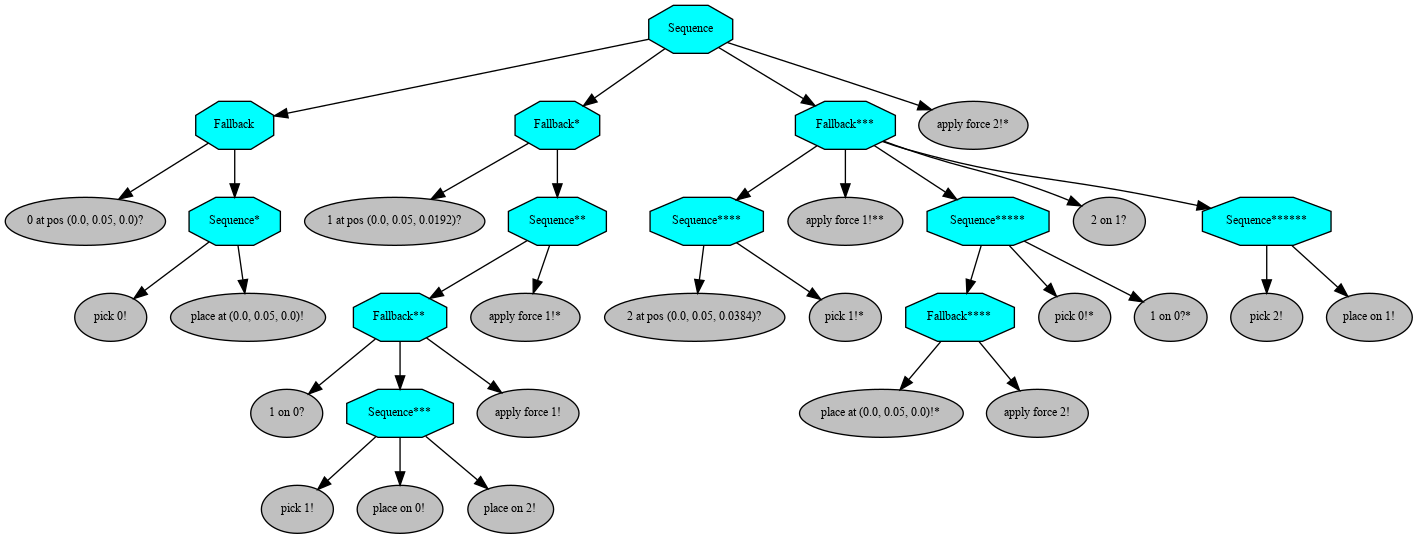 Sequence
Fallback
Fallback*
Fallback***
apply force 2!*
0 at pos (0.0, 0.05, 0.0)?
Sequence*
1 at pos (0.0, 0.05, 0.0192)?
Sequence**
Sequence****
apply force 1!**
Sequence*****
2 on 1?
Sequence******
pick 0!
place at (0.0, 0.05, 0.0)!
Fallback**
apply force 1!*
2 at pos (0.0, 0.05, 0.0384)?
pick 1!*
Fallback****
pick 0!*
1 on 0?*
pick 2!
place on 1!
1 on 0?
Sequence***
apply force 1!
place at (0.0, 0.05, 0.0)!*
apply force 2!
pick 1!
place on 0!
place on 2!